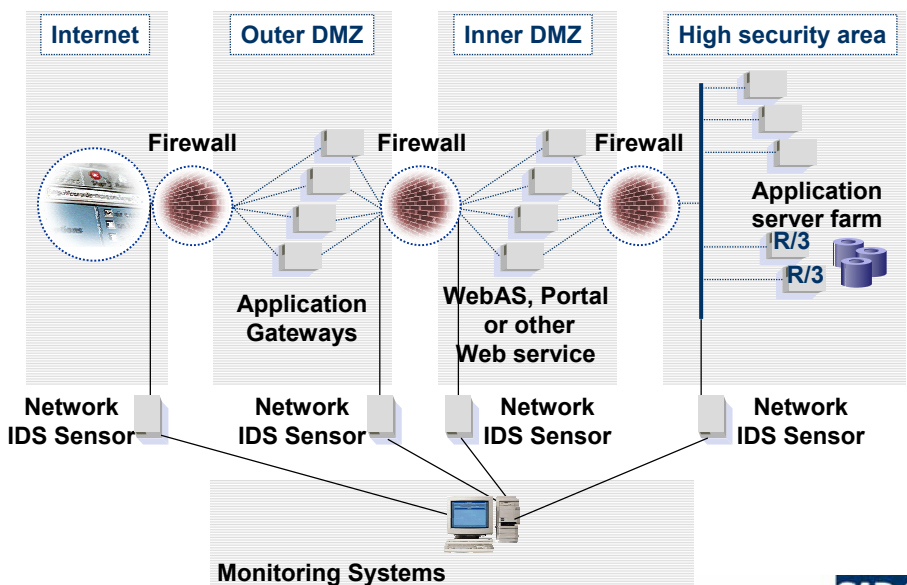 Internet
Outer DMZ
Inner DMZ
High security area
Firewall
Firewall
Firewall
Application
server farm
R/3
R/3
Application
Gateways
WebAS, Portal
or other
Web service
Network
IDS Sensor
Network
IDS Sensor
Network
IDS Sensor
Network
IDS Sensor
Monitoring Systems